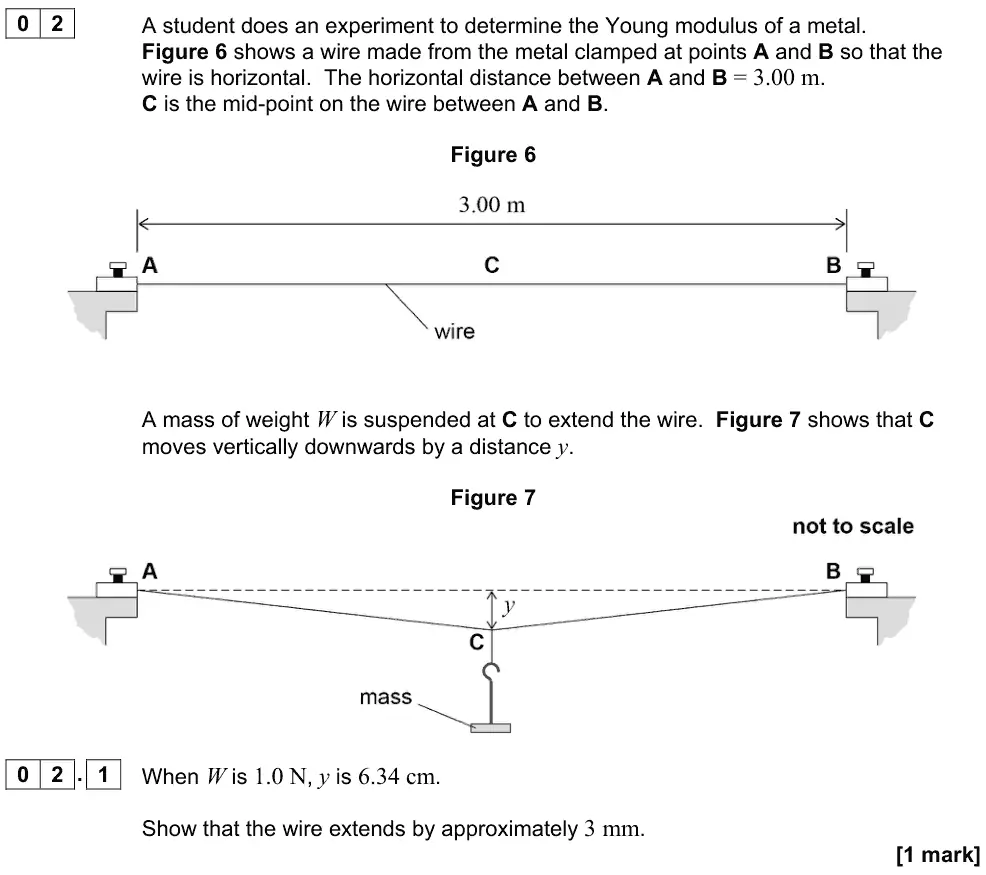 0 2 A student does an experiment to determine the Young modulus of a metal.
Figure 6 shows a wire made from the metal clamped at points A and B so that the
wire is horizontal. The horizontal distance between A and B = 3.00 m.
C is the mid-point on the wire between A and B.
Figure 6
3.00 m
A C B
wire
A mass of weight W is suspended at C to extend the wire. Figure 7 shows that C
moves vertically downwards by a distance y.
Figure 7
not to scale
A B
y
C
mass
0 2 . 1 When W is 1.0 N, y is 6.34 cm.
Show that the wire extends by approximately 3 mm.
[1 mark]